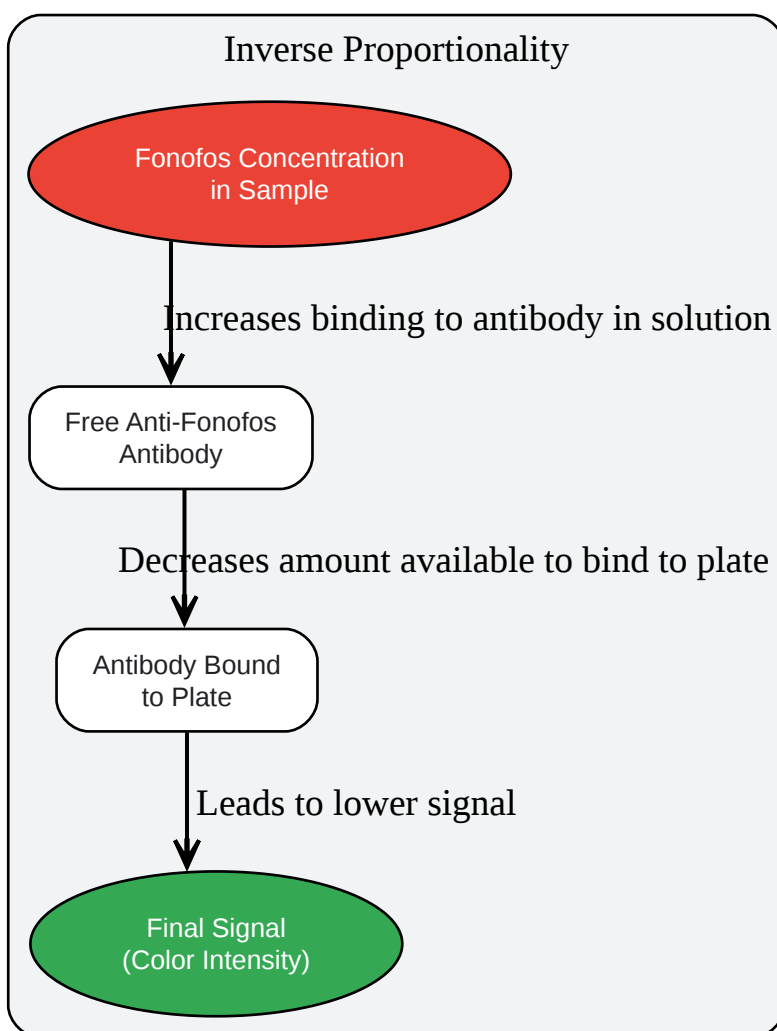 Inverse Proportionality
Fonofos Concentration
in Sample
Increases binding to antibody in solution
Free Anti-Fonofos
Antibody
Decreases amount available to bind to plate
Antibody Bound
to Plate
Leads to lower signal
Final Signal
(Color Intensity)